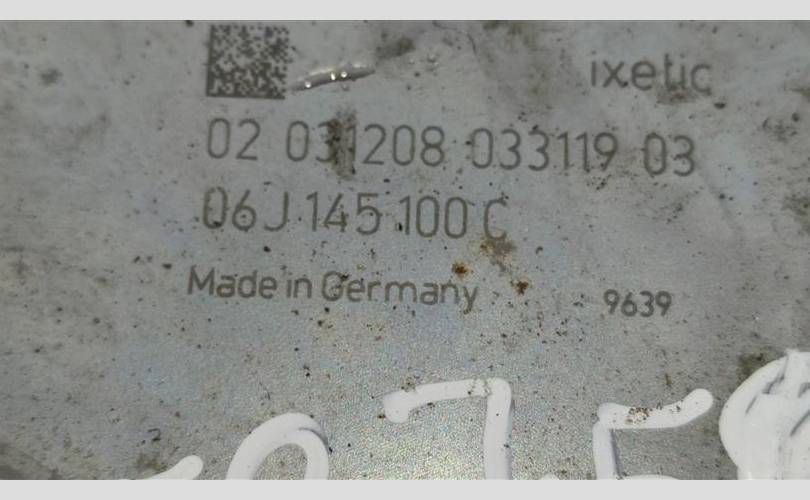 ixetic
02 031208 033119 03
06J 145 100 C
Made in Germany
9639